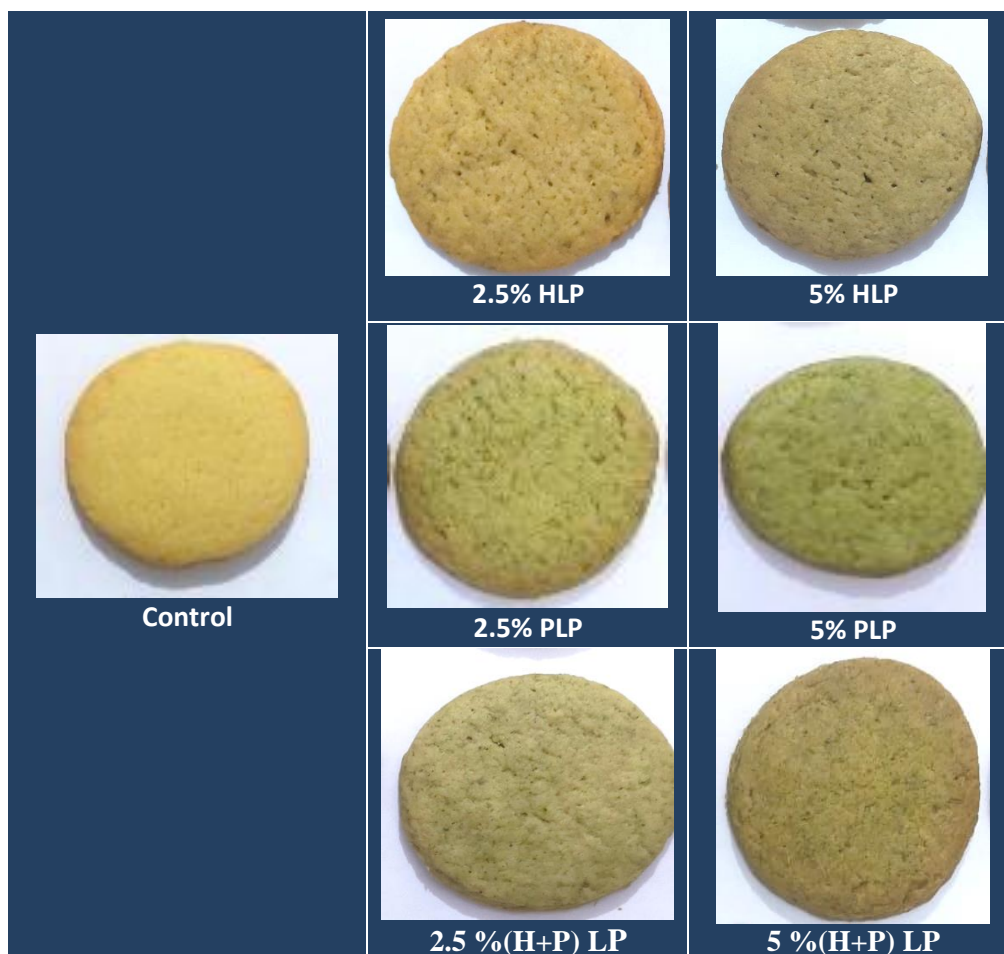 2.5% HLP
5% HLP
Control
2.5% PLP
5% PLP
2.5 %(H+P) LP
5 %(H+P) LP